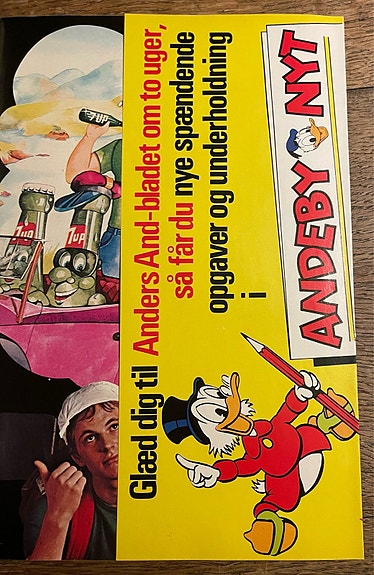 Glæd dig til Anders And-bladet om to uger,
så får du nye spændende
opgaver og underholdning
i
ANDEBY NYT
7UP
7up
7up